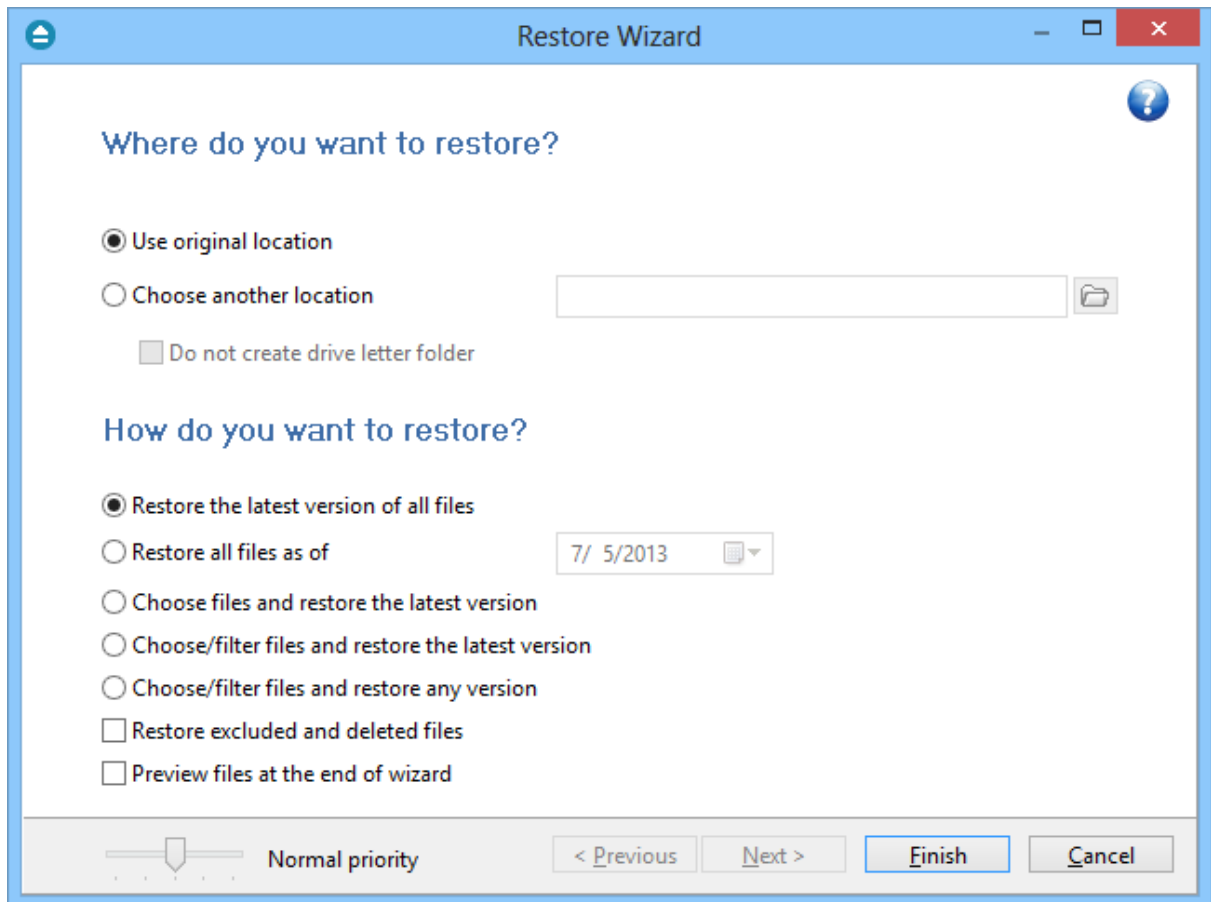 Restore Wizard
Where do you want to restore?
Use original location
Choose another location
Do not create drive letter folder
How do you want to restore?
Restore the latest version of all files
Restore all files as of
7/ 5/2013
Choose files and restore the latest version
Choose/filter files and restore the latest version
Choose/filter files and restore any version
Restore excluded and deleted files
Preview files at the end of wizard
Normal priority
< Previous
Next >
Finish
Cancel